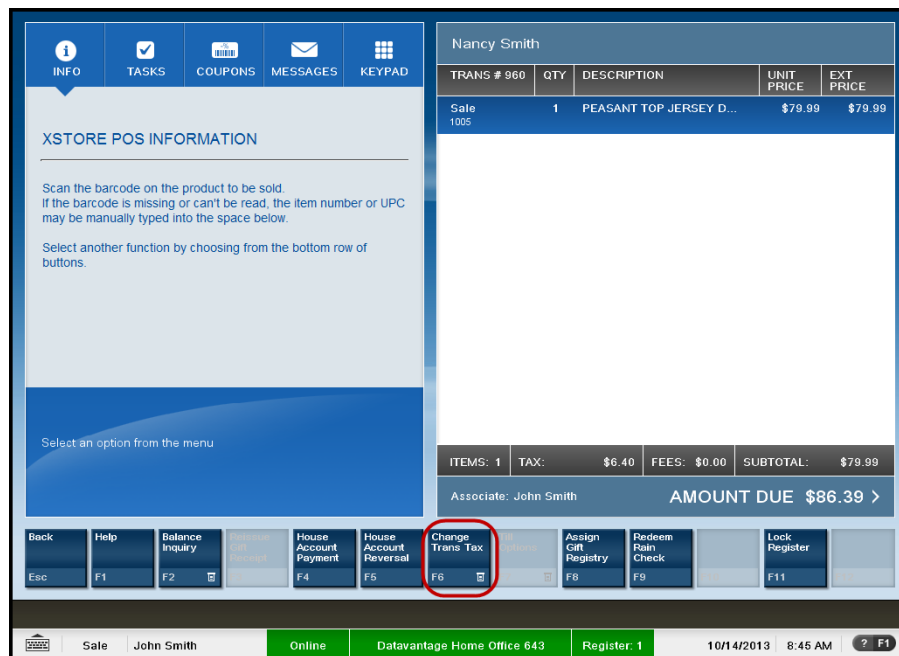 INFO TASKS COUPONS MESSAGES KEYPAD
XSTORE POS INFORMATION
Scan the barcode on the product to be sold.
If the barcode is missing or can't be read, the item number or UPC
may be manually typed into the space below.
Select another function by choosing from the bottom row of
buttons.
Select an option from the menu
Nancy Smith
TRANS # 960 QTY DESCRIPTION UNIT PRICE EXT PRICE
Sale 1 PEASANT TOP JERSEY D... $79.99 $79.99
1005
ITEMS: 1 TAX: $6.40 FEES: $0.00 SUBTOTAL: $79.99
Associate: John Smith AMOUNT DUE $86.39 >
Back Esc
Help F1
Balance Inquiry F2
Gift Receipt
House Account Payment F4
House Account Reversal F5
Change Trans Tax F6
Options
Assign Gift Registry F8
Redeem Rain Check F9
Lock Register F11
Sale John Smith Online Datavantage Home Office 643 Register: 1 10/14/2013 8:45 AM ? F1